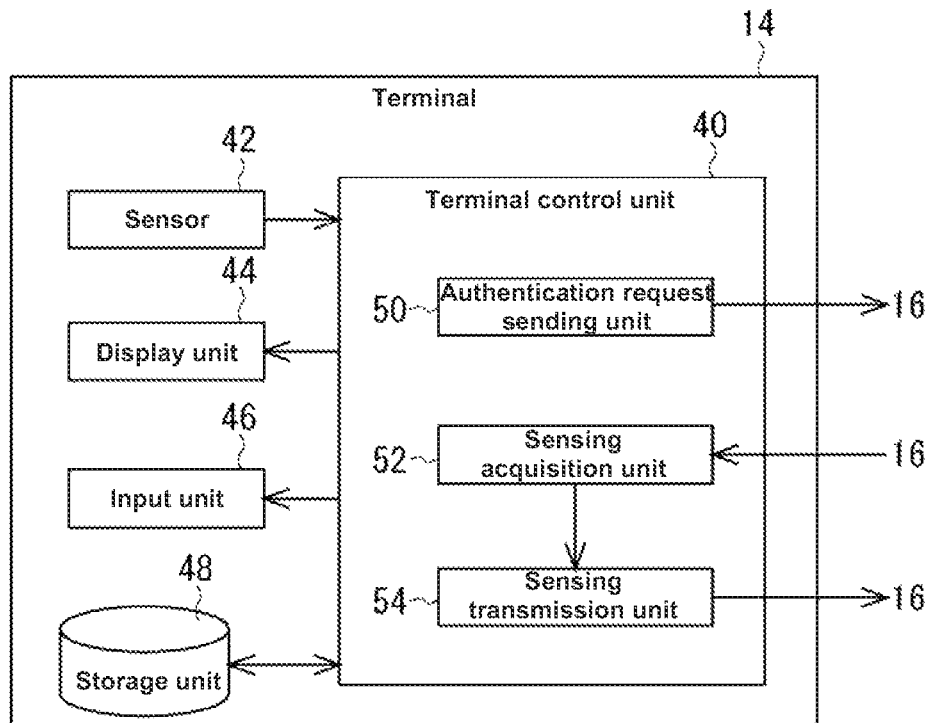 14
Terminal
42
40
Sensor
Terminal control unit
44
50
Authentication request
sending unit
16
Display unit
46
52
Sensing
acquisition unit
16
Input unit
48
54
Sensing
transmission unit
16
Storage unit